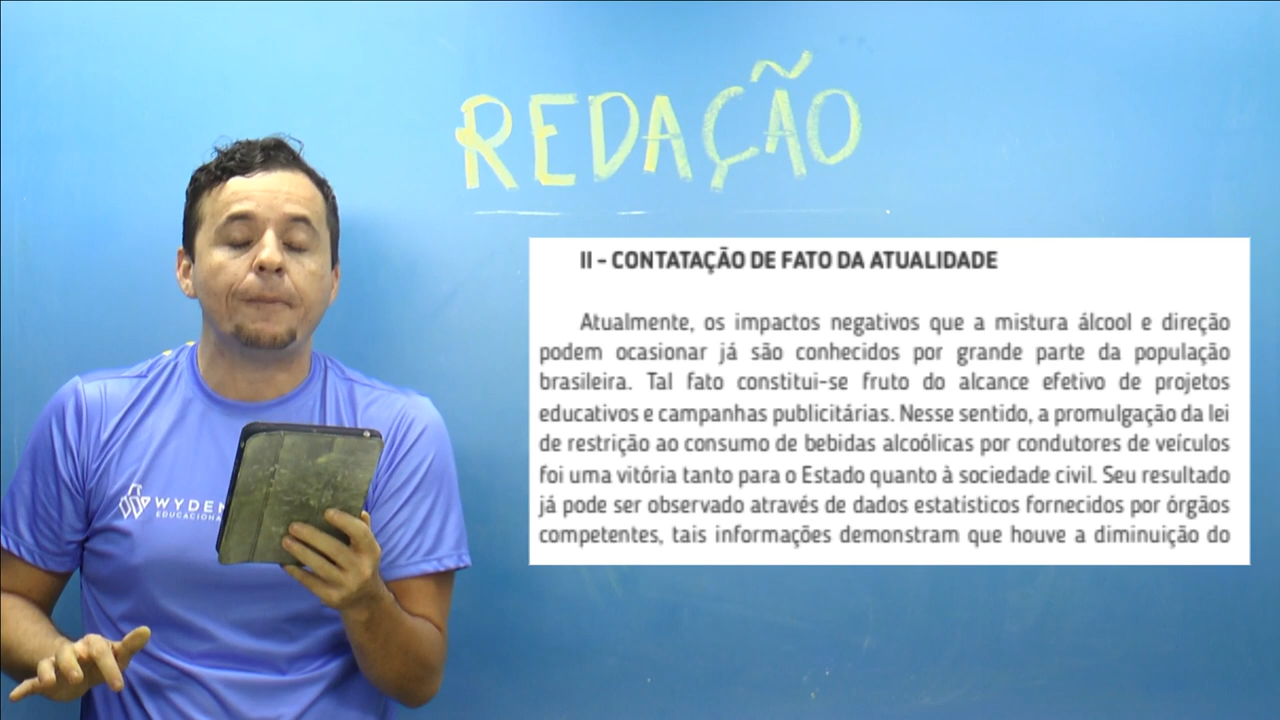 REDAÇÃO
II - CONTATAÇÃO DE FATO DA ATUALIDADE
Atualmente, os impactos negativos que a mistura álcool e direção
podem ocasionar já são conhecidos por grande parte da população
brasileira. Tal fato constitui-se fruto do alcance efetivo de projetos
educativos e campanhas publicitárias. Nesse sentido, a promulgação da lei
de restrição ao consumo de bebidas alcoólicas por condutores de veículos
foi uma vitória tanto para o Estado quanto à sociedade civil. Seu resultado
já pode ser observado através de dados estatísticos fornecidos por órgãos
competentes, tais informações demonstram que houve a diminuição do
WYDEN
EDUCACIONA